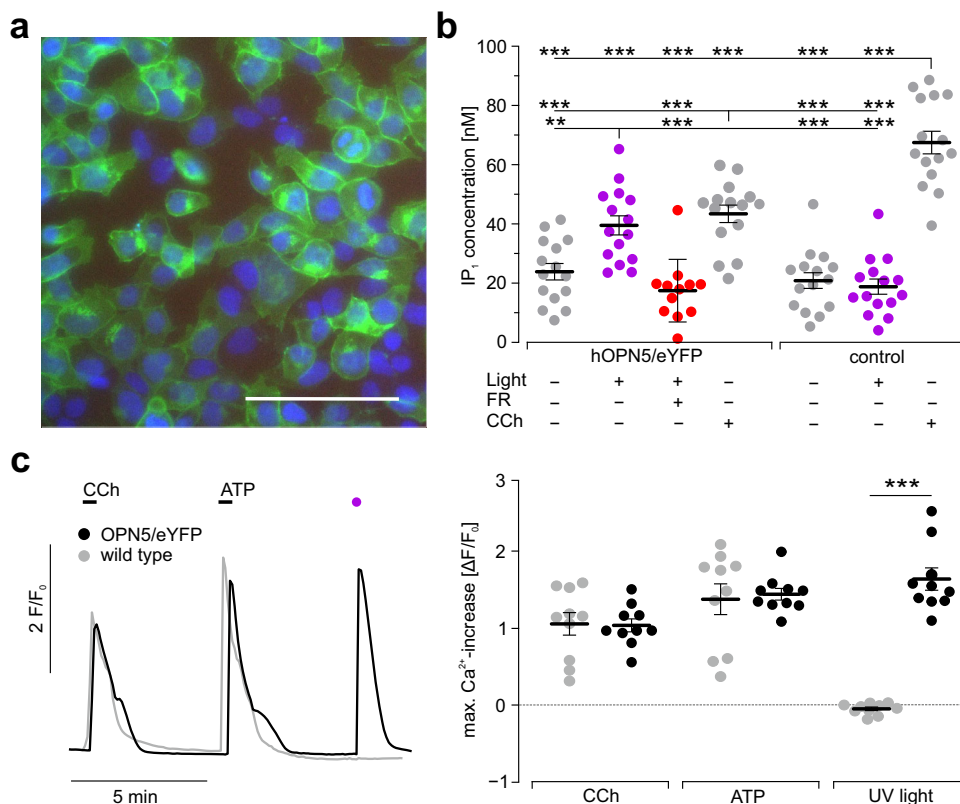 a
b
100
80
60
40
20
0
IP₁ concentration [nM]
*** *** *** *** *** ***
*** *** *** ***
** *** *** ***
hOPN5/eYFP control
Light – + + – – + –
FR – – + – – – –
CCh – – – + – – +
c
CCh ATP
OPN5/eYFP
wild type
2 F/F₀
5 min
3
2
1
0
−1
max. Ca²⁺-increase [ΔF/F₀]
***
CCh ATP UV light